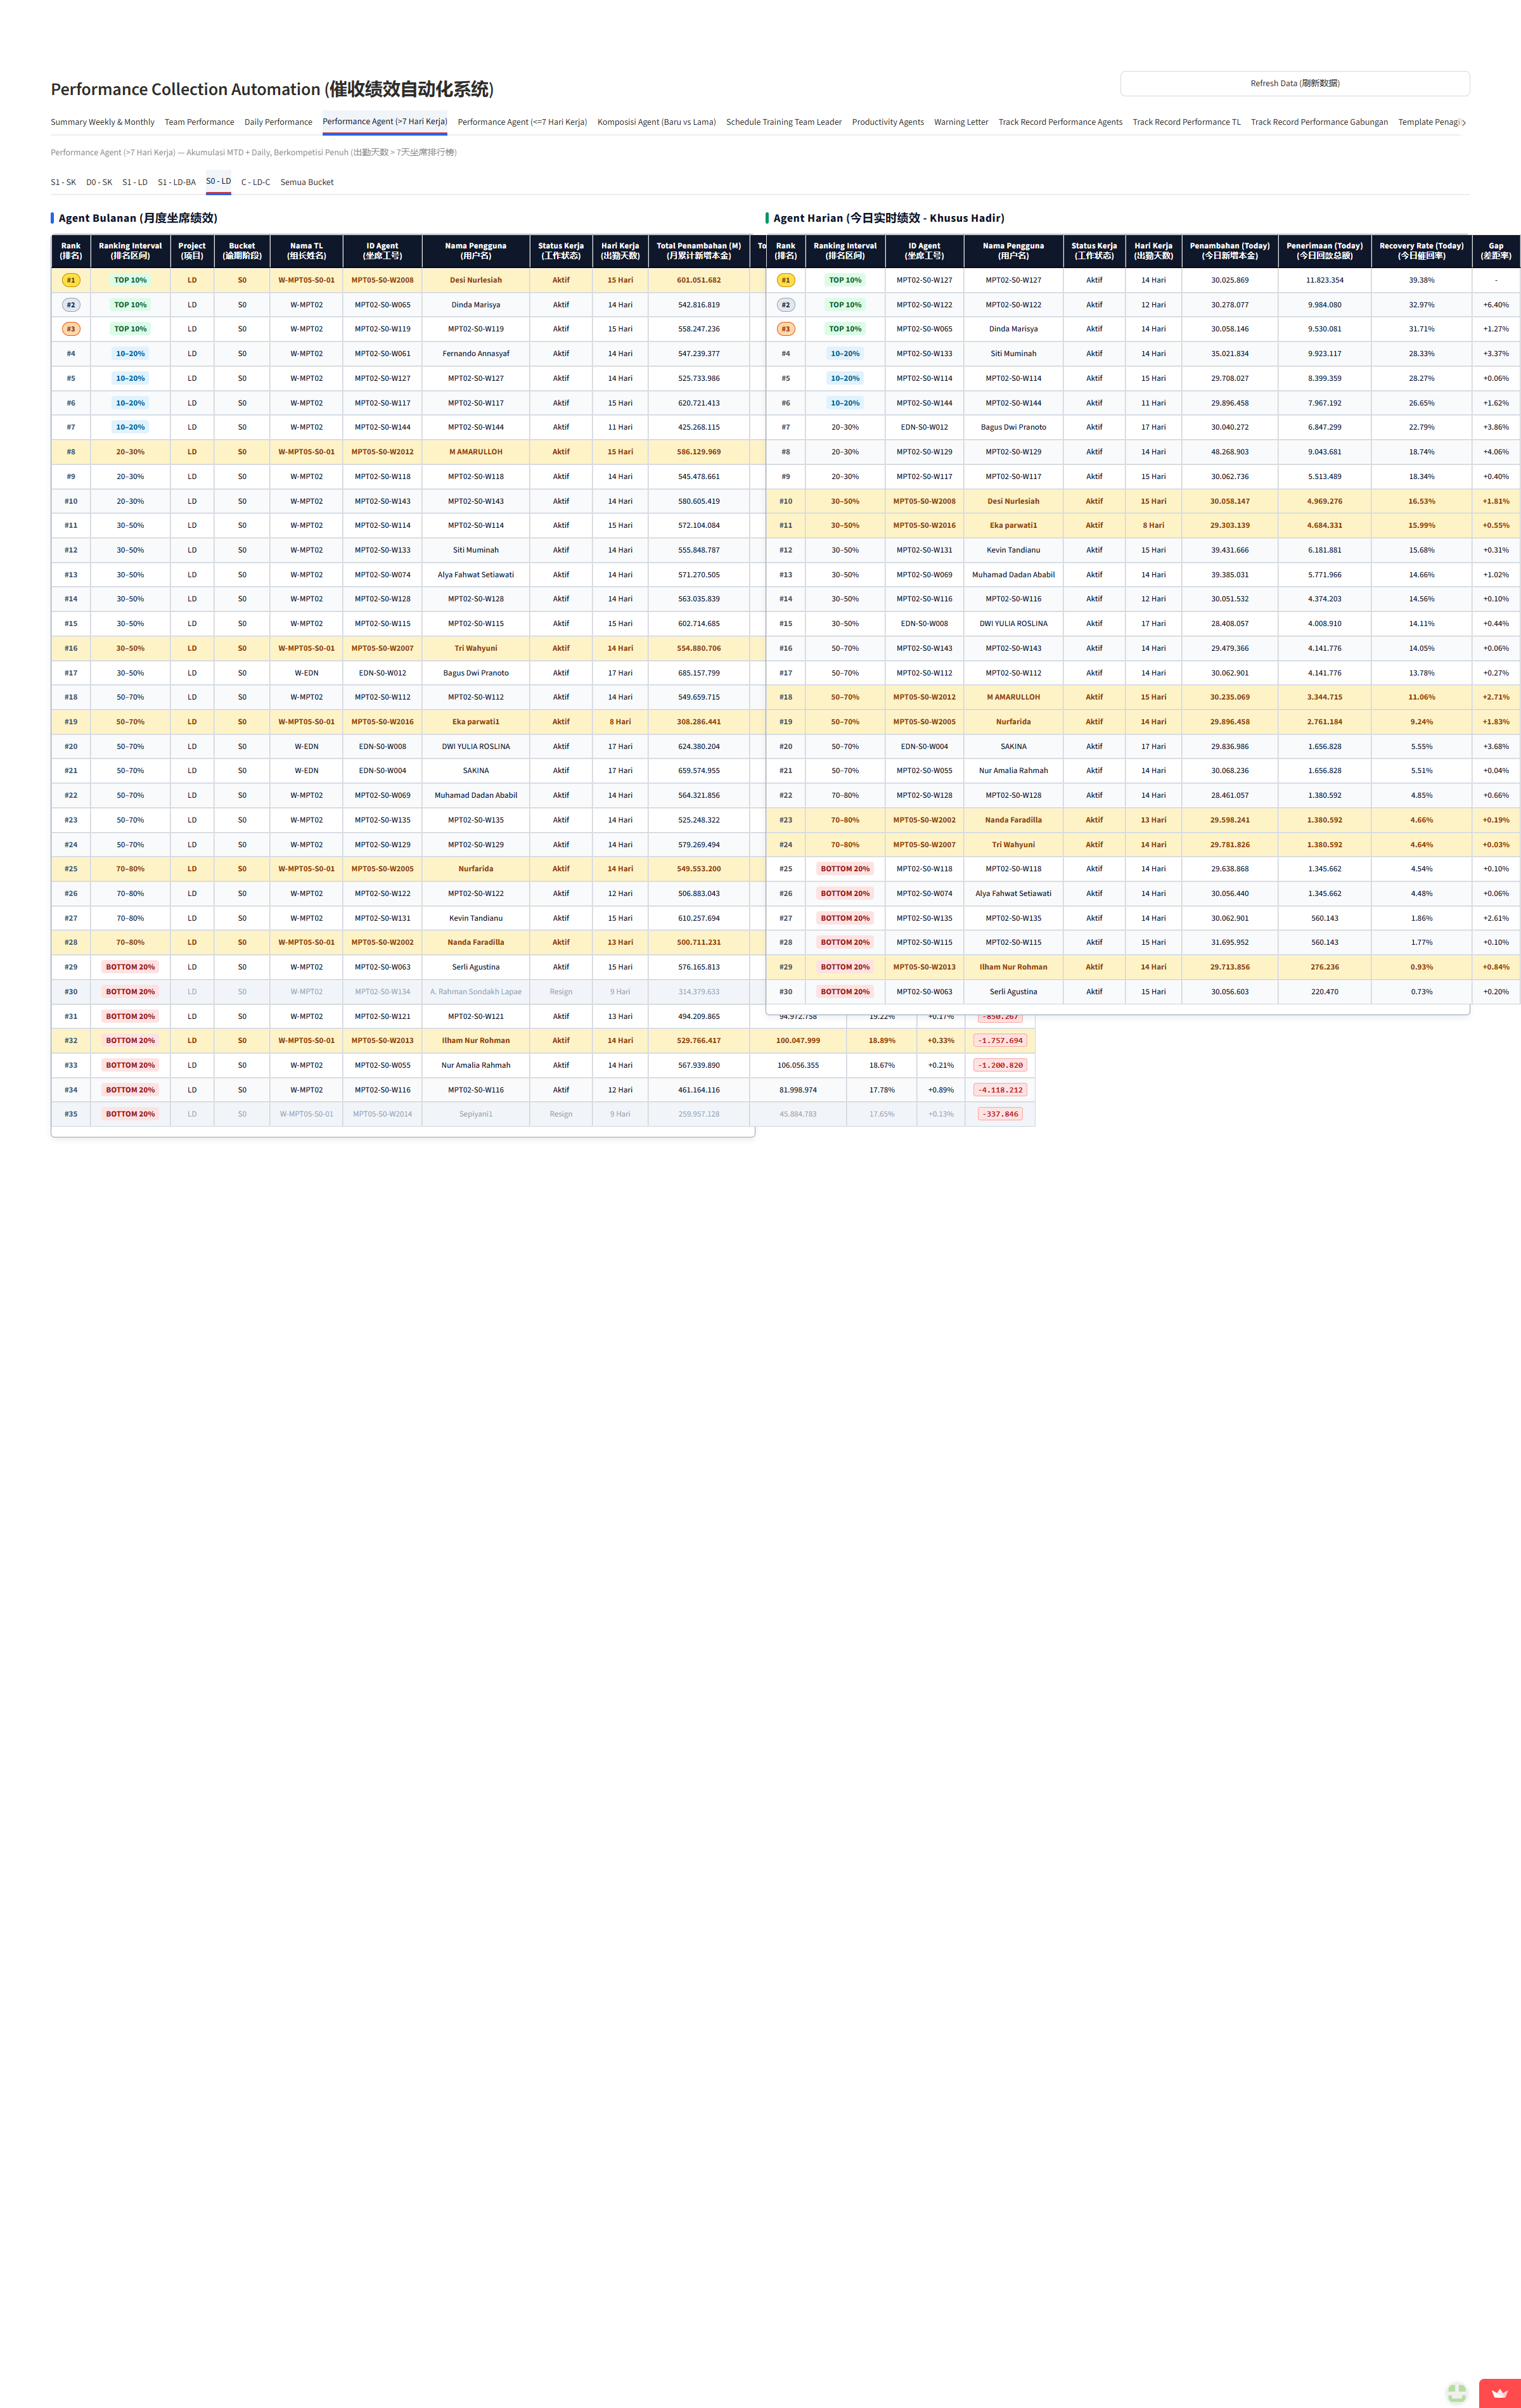 Performance Collection Automation (催收绩效自动化系统)
Refresh Data (刷新数据)
Summary Weekly & Monthly Team Performance Daily Performance Performance Agent (>7 Hari Kerja) Performance Agent (<=7 Hari Kerja) Komposisi Agent (Baru vs Lama) Schedule Training Team Leader Productivity Agents Warning Letter Track Record Performance Agents Track Record Performance TL Track Record Performance Gabungan Template Penagi
Performance Agent (>7 Hari Kerja) — Akumulasi MTD + Daily, Berkompetisi Penuh (出勤天数 > 7天坐席排行榜)
S1 - SK D0 - SK S1 - LD S1 - LD-BA S0 - LD C - LD-C Semua Bucket
Agent Bulanan (月度坐席绩效)
Rank Ranking Interval Project Bucket Nama TL ID Agent Nama Pengguna Status Kerja Hari Kerja Total Penambahan (M) To
(排名) (排名区间) (项目) (逾期阶段) (组长姓名) (坐席工号) (用户名) (工作状态) (出勤天数) (月累计新增本金)
#1 TOP 10% LD S0 W-MPT05-S0-01 MPT05-S0-W2008 Desi Nurlesiah Aktif 15 Hari 601.051.682
#2 TOP 10% LD S0 W-MPT02 MPT02-S0-W065 Dinda Marisya Aktif 14 Hari 542.816.819
#3 TOP 10% LD S0 W-MPT02 MPT02-S0-W119 MPT02-S0-W119 Aktif 15 Hari 558.247.236
#4 10–20% LD S0 W-MPT02 MPT02-S0-W061 Fernando Annasyaf Aktif 14 Hari 547.239.377
#5 10–20% LD S0 W-MPT02 MPT02-S0-W127 MPT02-S0-W127 Aktif 14 Hari 525.733.986
#6 10–20% LD S0 W-MPT02 MPT02-S0-W117 MPT02-S0-W117 Aktif 15 Hari 620.721.413
#7 10–20% LD S0 W-MPT02 MPT02-S0-W144 MPT02-S0-W144 Aktif 11 Hari 425.268.115
#8 20–30% LD S0 W-MPT05-S0-01 MPT05-S0-W2012 M AMARULLOH Aktif 15 Hari 586.129.969
#9 20–30% LD S0 W-MPT02 MPT02-S0-W118 MPT02-S0-W118 Aktif 14 Hari 545.478.661
#10 20–30% LD S0 W-MPT02 MPT02-S0-W143 MPT02-S0-W143 Aktif 14 Hari 580.605.419
#11 30–50% LD S0 W-MPT02 MPT02-S0-W114 MPT02-S0-W114 Aktif 15 Hari 572.104.084
#12 30–50% LD S0 W-MPT02 MPT02-S0-W133 Siti Muminah Aktif 14 Hari 555.848.787
#13 30–50% LD S0 W-MPT02 MPT02-S0-W074 Alya Fahwat Setiawati Aktif 14 Hari 571.270.505
#14 30–50% LD S0 W-MPT02 MPT02-S0-W128 MPT02-S0-W128 Aktif 14 Hari 563.035.839
#15 30–50% LD S0 W-MPT02 MPT02-S0-W115 MPT02-S0-W115 Aktif 15 Hari 602.714.685
#16 30–50% LD S0 W-MPT05-S0-01 MPT05-S0-W2007 Tri Wahyuni Aktif 14 Hari 554.880.706
#17 30–50% LD S0 W-EDN EDN-S0-W012 Bagus Dwi Pranoto Aktif 17 Hari 685.157.799
#18 50–70% LD S0 W-MPT02 MPT02-S0-W112 MPT02-S0-W112 Aktif 14 Hari 549.659.715
#19 50–70% LD S0 W-MPT05-S0-01 MPT05-S0-W2016 Eka parwati1 Aktif 8 Hari 308.286.441
#20 50–70% LD S0 W-EDN EDN-S0-W008 DWI YULIA ROSLINA Aktif 17 Hari 624.380.204
#21 50–70% LD S0 W-EDN EDN-S0-W004 SAKINA Aktif 17 Hari 659.574.955
#22 50–70% LD S0 W-MPT02 MPT02-S0-W069 Muhamad Dadan Ababil Aktif 14 Hari 564.321.856
#23 50–70% LD S0 W-MPT02 MPT02-S0-W135 MPT02-S0-W135 Aktif 14 Hari 525.248.322
#24 50–70% LD S0 W-MPT02 MPT02-S0-W129 MPT02-S0-W129 Aktif 14 Hari 579.269.494
#25 70–80% LD S0 W-MPT05-S0-01 MPT05-S0-W2005 Nurfarida Aktif 14 Hari 549.553.200
#26 70–80% LD S0 W-MPT02 MPT02-S0-W122 MPT02-S0-W122 Aktif 12 Hari 506.883.043
#27 70–80% LD S0 W-MPT02 MPT02-S0-W131 Kevin Tandianu Aktif 15 Hari 610.257.694
#28 70–80% LD S0 W-MPT05-S0-01 MPT05-S0-W2002 Nanda Faradilla Aktif 13 Hari 500.711.231
#29 BOTTOM 20% LD S0 W-MPT02 MPT02-S0-W063 Serli Agustina Aktif 15 Hari 576.165.813
#30 BOTTOM 20% LD S0 W-MPT02 MPT02-S0-W134 A. Rahman Sondakh Lapae Resign 9 Hari 314.379.633
#31 BOTTOM 20% LD S0 W-MPT02 MPT02-S0-W121 MPT02-S0-W121 Aktif 13 Hari 494.209.865 94.972.758 19.22% +0.17% -850.267
#32 BOTTOM 20% LD S0 W-MPT05-S0-01 MPT05-S0-W2013 Ilham Nur Rohman Aktif 14 Hari 529.766.417 100.047.999 18.89% +0.33% -1.757.694
#33 BOTTOM 20% LD S0 W-MPT02 MPT02-S0-W055 Nur Amalia Rahmah Aktif 14 Hari 567.939.890 106.056.355 18.67% +0.21% -1.200.820
#34 BOTTOM 20% LD S0 W-MPT02 MPT02-S0-W116 MPT02-S0-W116 Aktif 12 Hari 461.164.116 81.998.974 17.78% +0.89% -4.118.212
#35 BOTTOM 20% LD S0 W-MPT05-S0-01 MPT05-S0-W2014 Sepiyani1 Resign 9 Hari 259.957.128 45.884.783 17.65% +0.13% -337.846
Agent Harian (今日实时绩效 - Khusus Hadir)
Rank Ranking Interval ID Agent Nama Pengguna Status Kerja Hari Kerja Penambahan (Today) Penerimaan (Today) Recovery Rate (Today) Gap
(排名) (排名区间) (坐席工号) (用户名) (工作状态) (出勤天数) (今日新增本金) (今日回款总额) (今日催回率) (差距率)
#1 TOP 10% MPT02-S0-W127 MPT02-S0-W127 Aktif 14 Hari 30.025.869 11.823.354 39.38% -
#2 TOP 10% MPT02-S0-W122 MPT02-S0-W122 Aktif 12 Hari 30.278.077 9.984.080 32.97% +6.40%
#3 TOP 10% MPT02-S0-W065 Dinda Marisya Aktif 14 Hari 30.058.146 9.530.081 31.71% +1.27%
#4 10–20% MPT02-S0-W133 Siti Muminah Aktif 14 Hari 35.021.834 9.923.117 28.33% +3.37%
#5 10–20% MPT02-S0-W114 MPT02-S0-W114 Aktif 15 Hari 29.708.027 8.399.359 28.27% +0.06%
#6 10–20% MPT02-S0-W144 MPT02-S0-W144 Aktif 11 Hari 29.896.458 7.967.192 26.65% +1.62%
#7 20–30% EDN-S0-W012 Bagus Dwi Pranoto Aktif 17 Hari 30.040.272 6.847.299 22.79% +3.86%
#8 20–30% MPT02-S0-W129 MPT02-S0-W129 Aktif 14 Hari 48.268.903 9.043.681 18.74% +4.06%
#9 20–30% MPT02-S0-W117 MPT02-S0-W117 Aktif 15 Hari 30.062.736 5.513.489 18.34% +0.40%
#10 30–50% MPT05-S0-W2008 Desi Nurlesiah Aktif 15 Hari 30.058.147 4.969.276 16.53% +1.81%
#11 30–50% MPT05-S0-W2016 Eka parwati1 Aktif 8 Hari 29.303.139 4.684.331 15.99% +0.55%
#12 30–50% MPT02-S0-W131 Kevin Tandianu Aktif 15 Hari 39.431.666 6.181.881 15.68% +0.31%
#13 30–50% MPT02-S0-W069 Muhamad Dadan Ababil Aktif 14 Hari 39.385.031 5.771.966 14.66% +1.02%
#14 30–50% MPT02-S0-W116 MPT02-S0-W116 Aktif 12 Hari 30.051.532 4.374.203 14.56% +0.10%
#15 30–50% EDN-S0-W008 DWI YULIA ROSLINA Aktif 17 Hari 28.408.057 4.008.910 14.11% +0.44%
#16 50–70% MPT02-S0-W143 MPT02-S0-W143 Aktif 14 Hari 29.479.366 4.141.776 14.05% +0.06%
#17 50–70% MPT02-S0-W112 MPT02-S0-W112 Aktif 14 Hari 30.062.901 4.141.776 13.78% +0.27%
#18 50–70% MPT05-S0-W2012 M AMARULLOH Aktif 15 Hari 30.235.069 3.344.715 11.06% +2.71%
#19 50–70% MPT05-S0-W2005 Nurfarida Aktif 14 Hari 29.896.458 2.761.184 9.24% +1.83%
#20 50–70% EDN-S0-W004 SAKINA Aktif 17 Hari 29.836.986 1.656.828 5.55% +3.68%
#21 50–70% MPT02-S0-W055 Nur Amalia Rahmah Aktif 14 Hari 30.068.236 1.656.828 5.51% +0.04%
#22 70–80% MPT02-S0-W128 MPT02-S0-W128 Aktif 14 Hari 28.461.057 1.380.592 4.85% +0.66%
#23 70–80% MPT05-S0-W2002 Nanda Faradilla Aktif 13 Hari 29.598.241 1.380.592 4.66% +0.19%
#24 70–80% MPT05-S0-W2007 Tri Wahyuni Aktif 14 Hari 29.781.826 1.380.592 4.64% +0.03%
#25 BOTTOM 20% MPT02-S0-W118 MPT02-S0-W118 Aktif 14 Hari 29.638.868 1.345.662 4.54% +0.10%
#26 BOTTOM 20% MPT02-S0-W074 Alya Fahwat Setiawati Aktif 14 Hari 30.056.440 1.345.662 4.48% +0.06%
#27 BOTTOM 20% MPT02-S0-W135 MPT02-S0-W135 Aktif 14 Hari 30.062.901 560.143 1.86% +2.61%
#28 BOTTOM 20% MPT02-S0-W115 MPT02-S0-W115 Aktif 15 Hari 31.695.952 560.143 1.77% +0.10%
#29 BOTTOM 20% MPT05-S0-W2013 Ilham Nur Rohman Aktif 14 Hari 29.713.856 276.236 0.93% +0.84%
#30 BOTTOM 20% MPT02-S0-W063 Serli Agustina Aktif 15 Hari 30.056.603 220.470 0.73% +0.20%